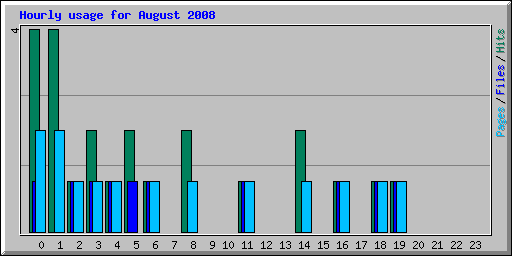 Hourly usage for August 2008
4
Pages / Files / Hits
0 1 2 3 4 5 6 7 8 9 10 11 12 13 14 15 16 17 18 19 20 21 22 23